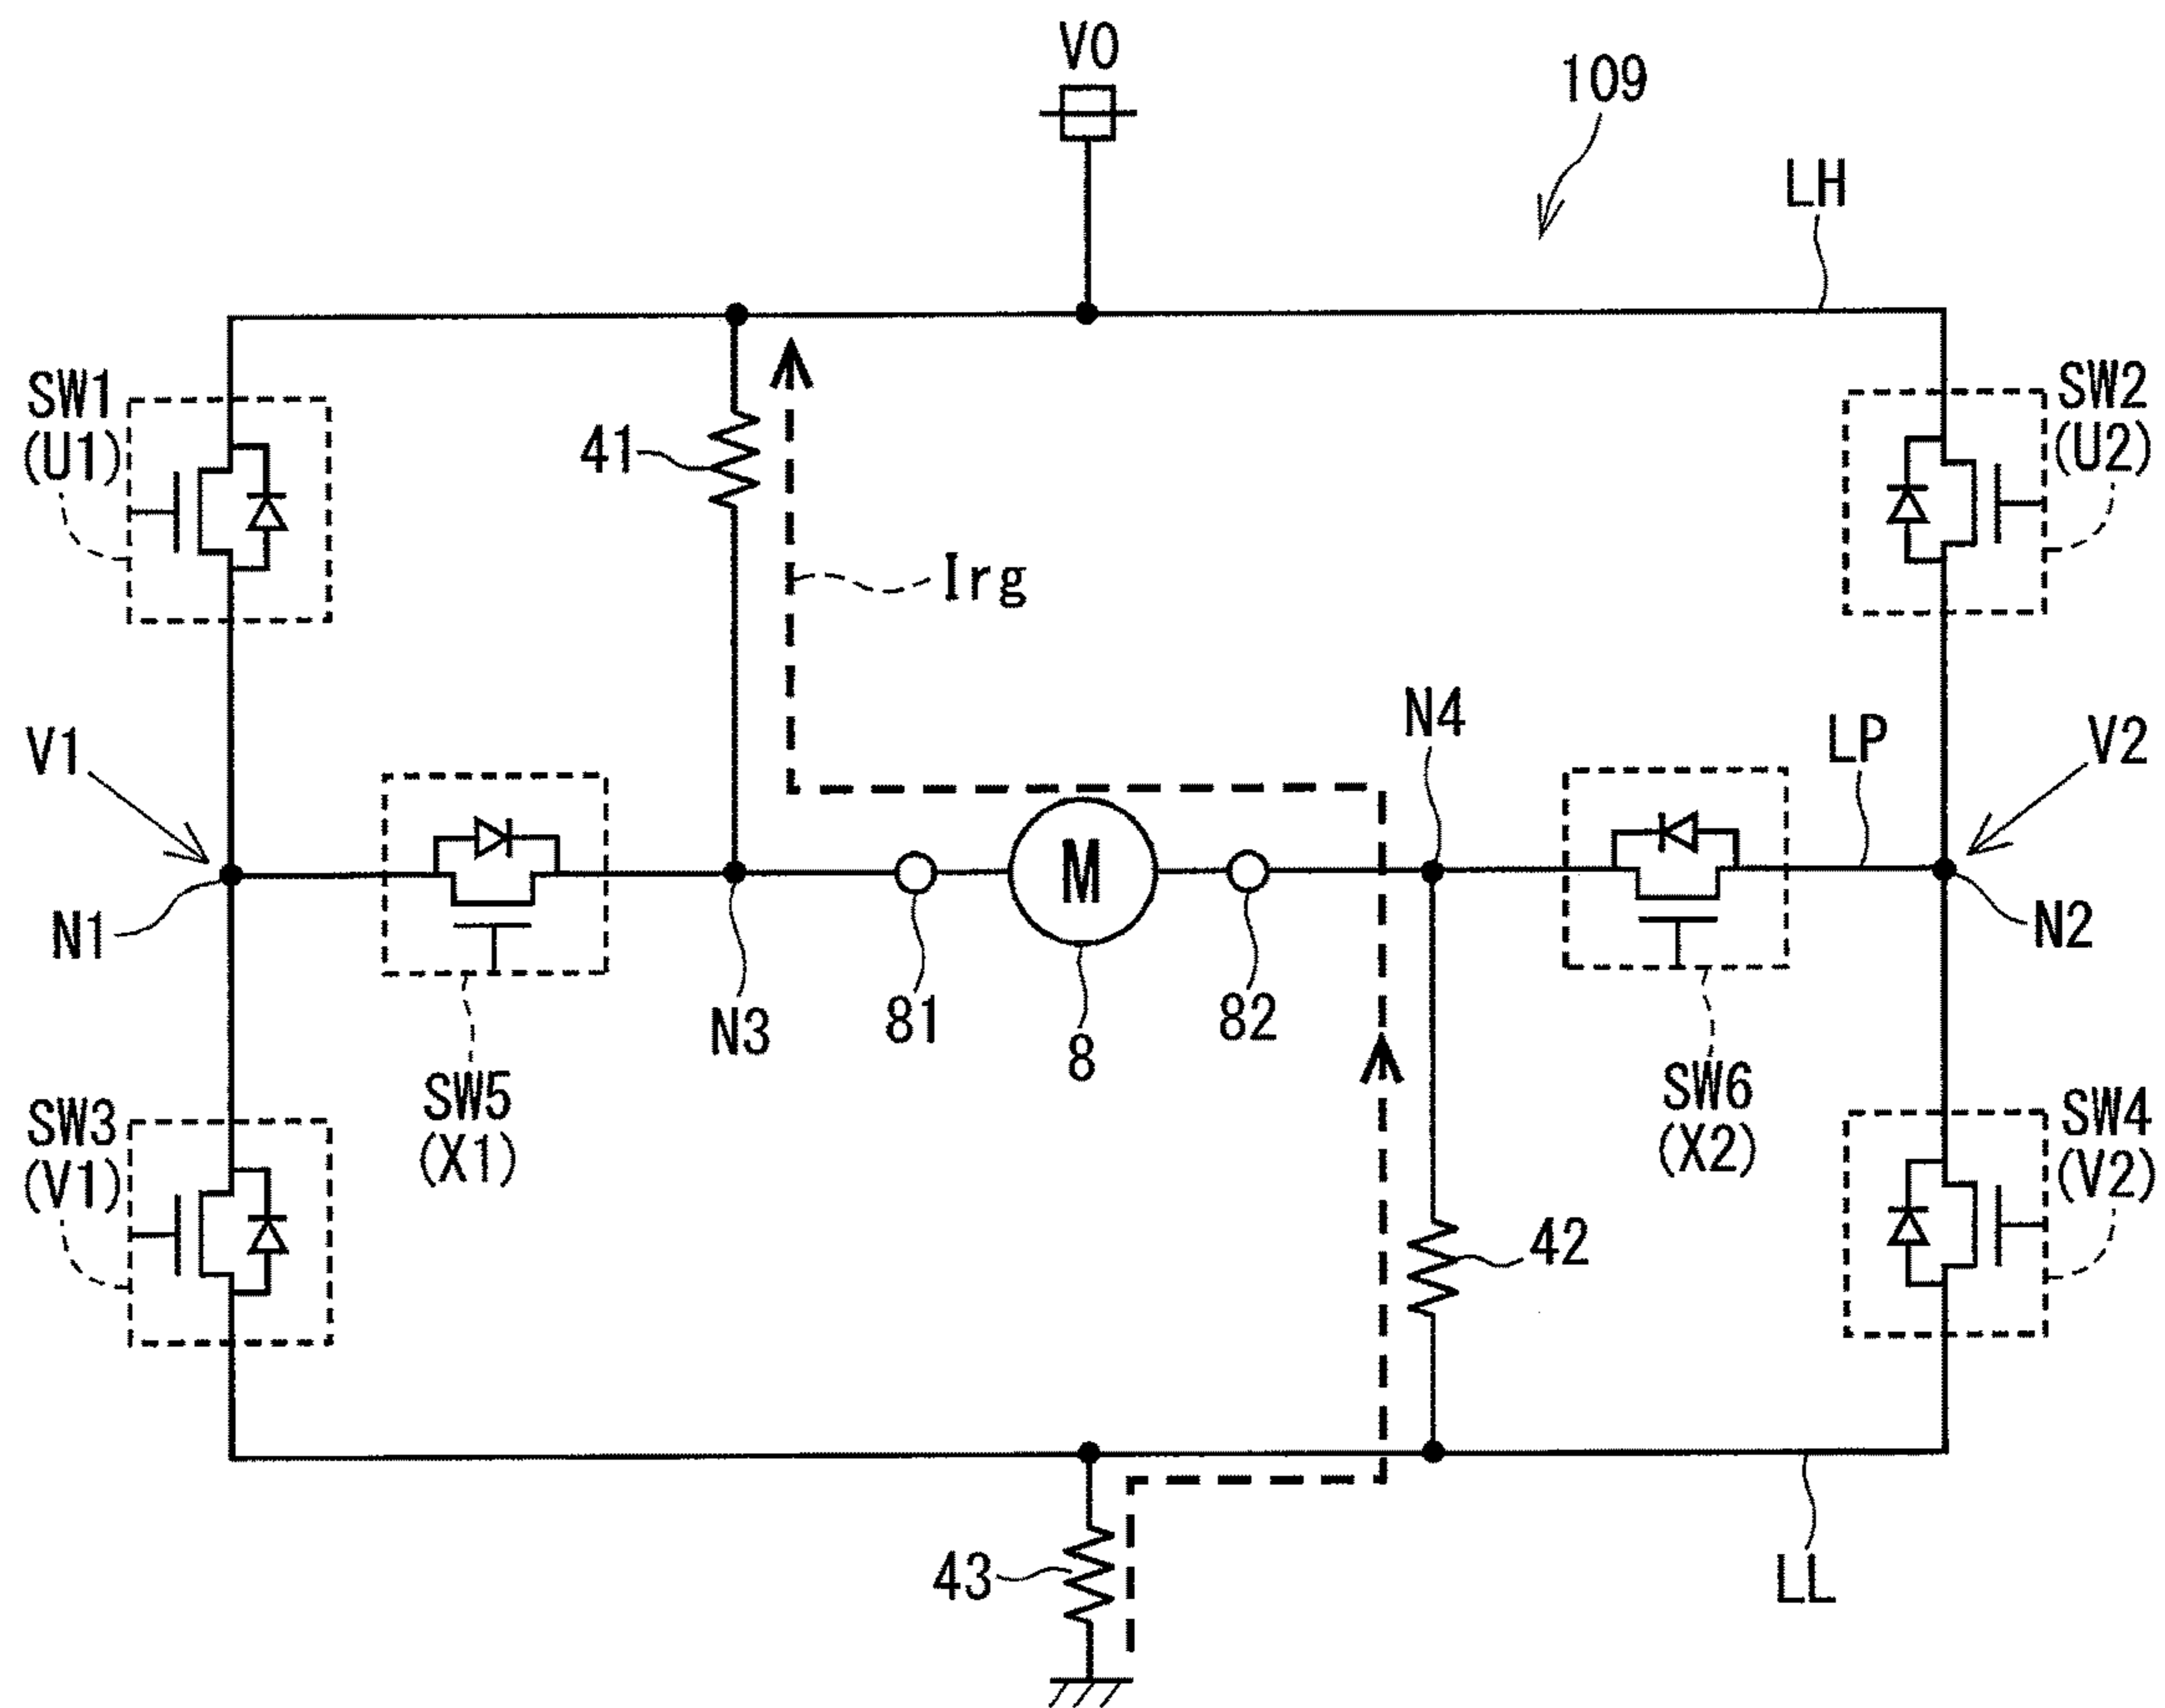 V0
109
LH
SW1
(U1)
SW2
(U2)
41
Irg
V1
N4
LP
V2
N1
N2
N3
81
8
82
M
SW5
(X1)
SW6
(X2)
SW3
(V1)
SW4
(V2)
42
43
LL